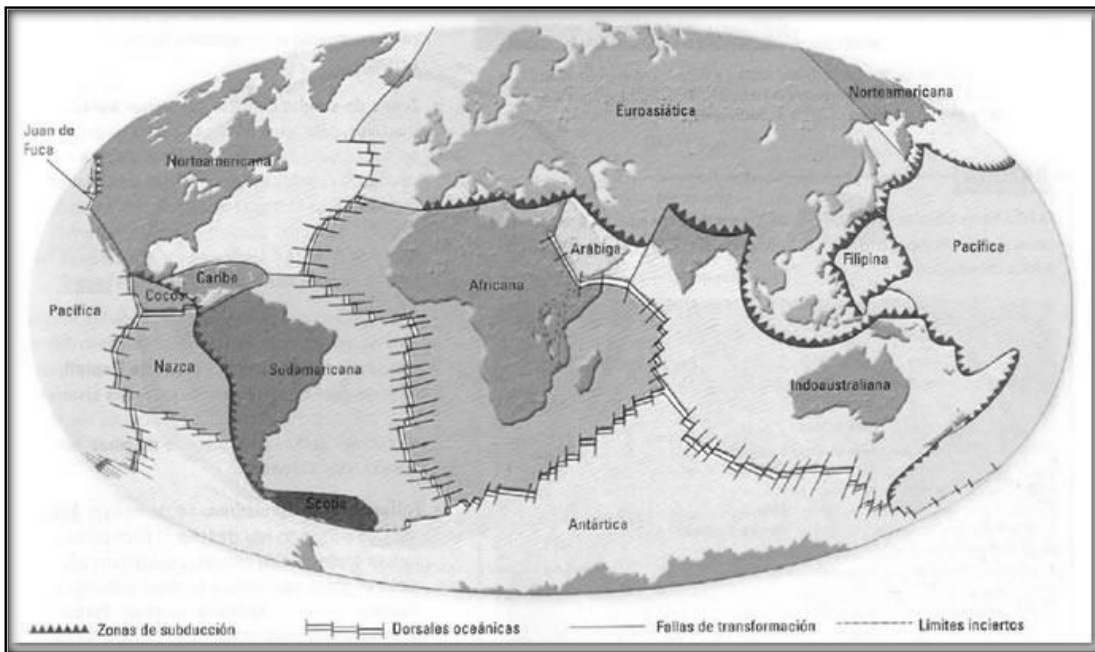 Norteamericana
Juan de
Fuca
Norteamericana
Euroasiática
Pacífica
Cocos
Caribe
Arábiga
Filipina
Pacífica
Africana
Nazca
Sudamericana
Indoaustraliana
Scotia
Antártica
Zonas de subducción
Dorsales oceánicas
Fallas de transformación
Límites inciertos